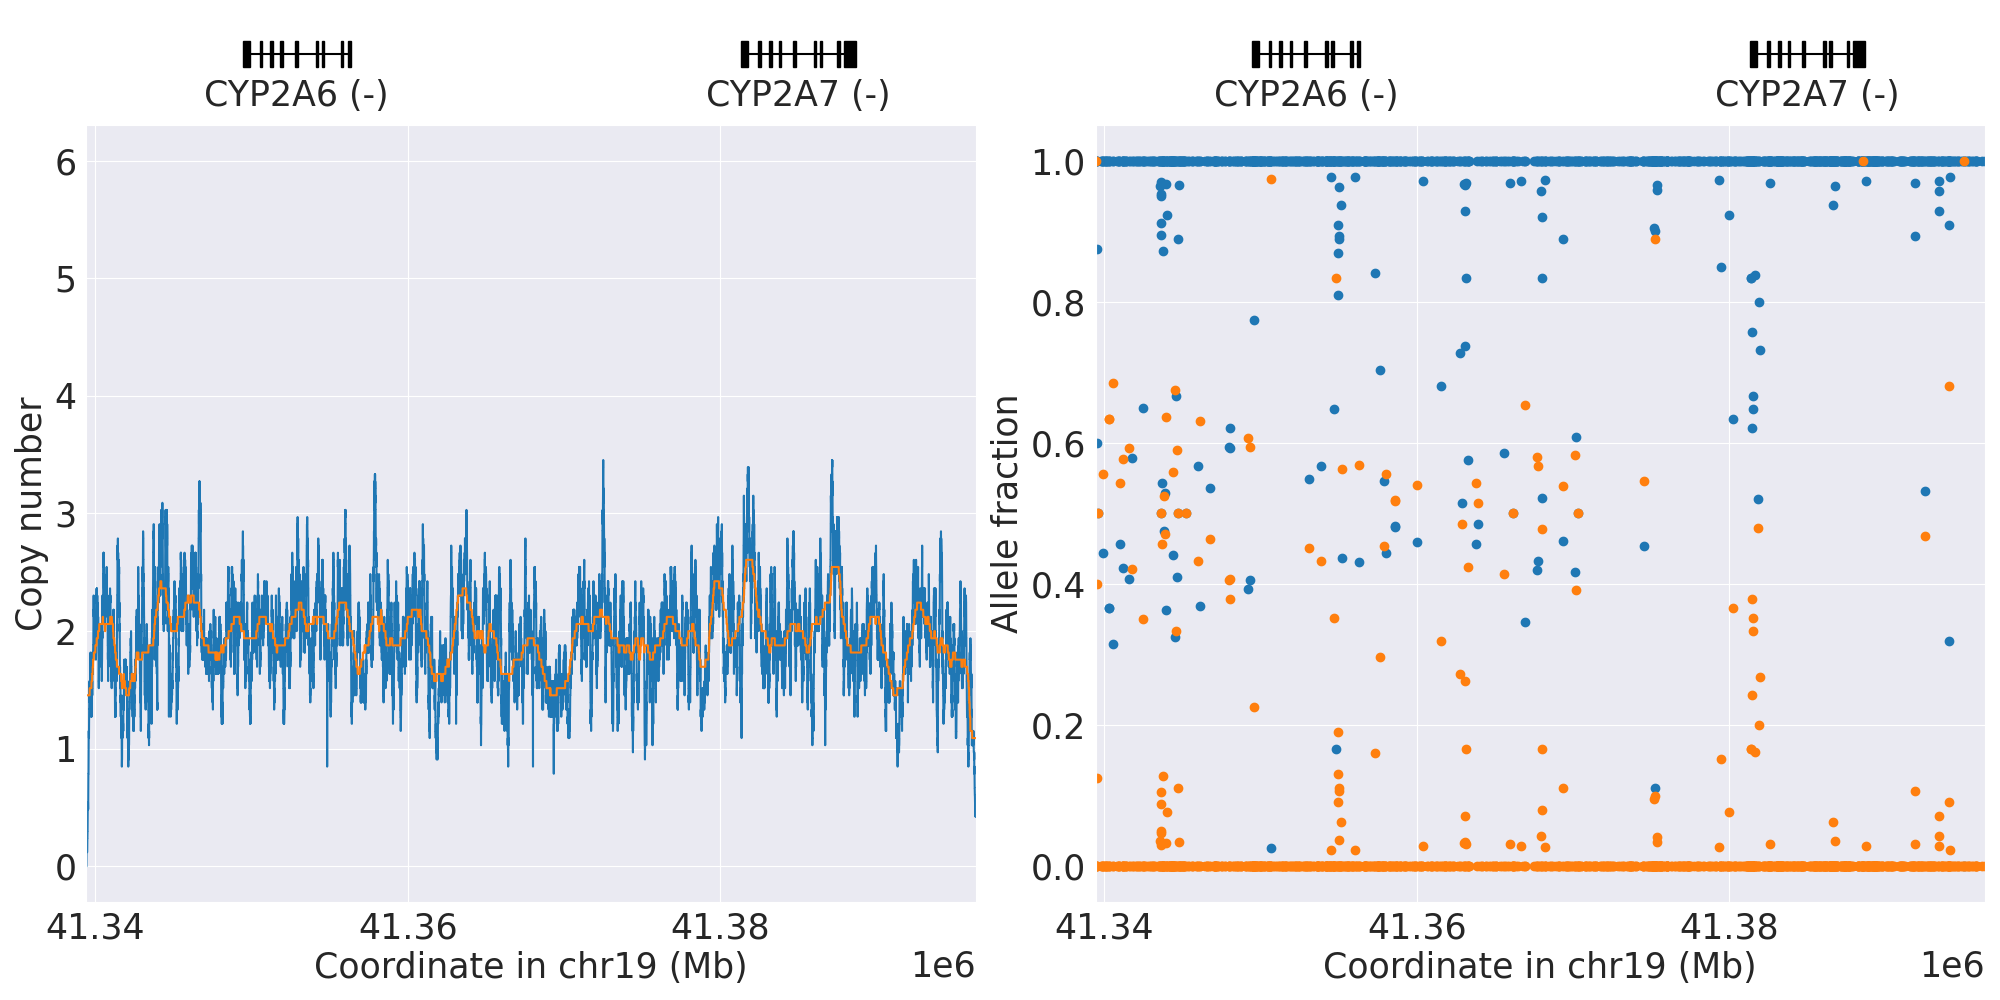 CYP2A6 (-)
CYP2A7 (-)
6
5
4
3
2
1
0
Copy number
41.34
41.36
41.38
Coordinate in chr19 (Mb)
1e6
CYP2A6 (-)
CYP2A7 (-)
1.0
0.8
0.6
0.4
0.2
0.0
Allele fraction
41.34
41.36
41.38
Coordinate in chr19 (Mb)
1e6